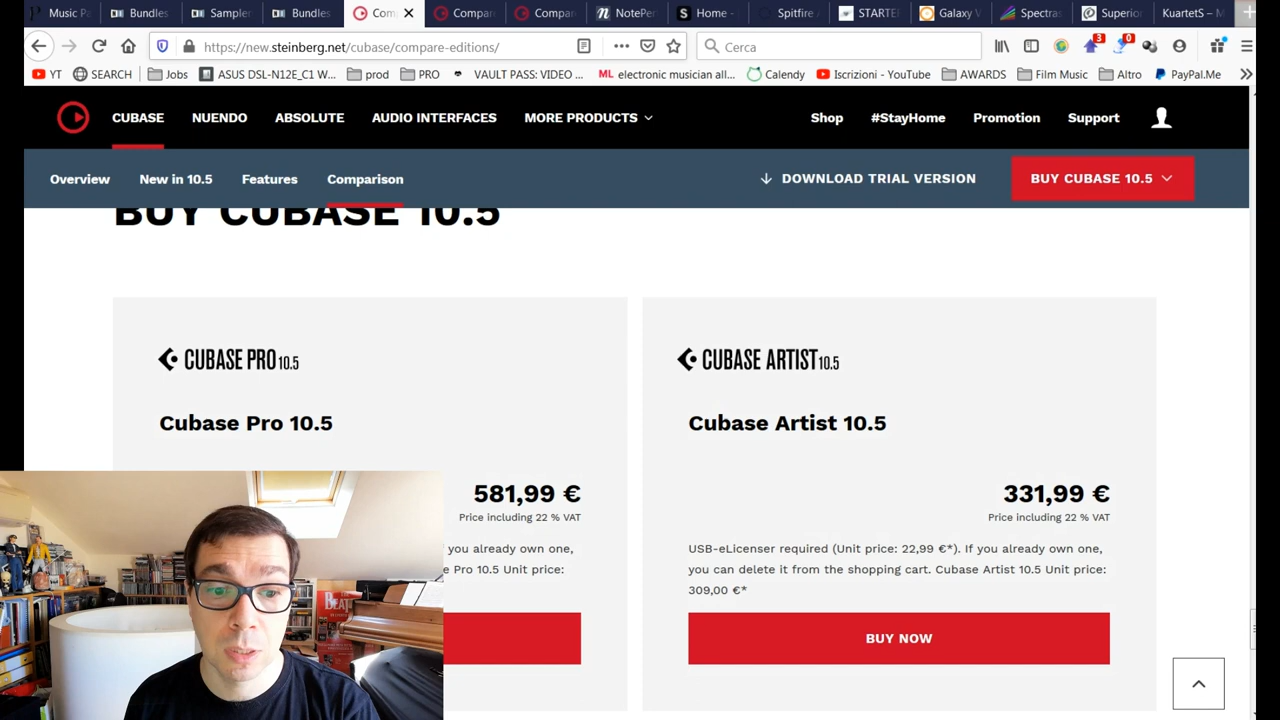 Music Pa
Bundles
Sampler
Bundles
Com
Compare
Compar
NotePer
Home -
Spitfire
STARTE
Galaxy V
Spectras
Superio
KuartetS – M
https://new.steinberg.net/cubase/compare-editions/
Cerca
3
0
YT
SEARCH
Jobs
ASUS DSL-N12E_C1 W...
prod
PRO
VAULT PASS: VIDEO ...
ML electronic musician all...
Calendy
Iscrizioni - YouTube
AWARDS
Film Music
Altro
PayPal.Me
CUBASE
NUENDO
ABSOLUTE
AUDIO INTERFACES
MORE PRODUCTS
Shop
#StayHome
Promotion
Support
Overview
New in 10.5
Features
Comparison
DOWNLOAD TRIAL VERSION
BUY CUBASE 10.5
BUY CUBASE 10.5
CUBASE PRO 10.5
Cubase Pro 10.5
581,99 €
Price including 22 % VAT
you already own one,
e Pro 10.5 Unit price:
CUBASE ARTIST 10.5
Cubase Artist 10.5
331,99 €
Price including 22 % VAT
USB-eLicenser required (Unit price: 22,99 €*). If you already own one,
you can delete it from the shopping cart. Cubase Artist 10.5 Unit price:
309,00 €*
BUY NOW